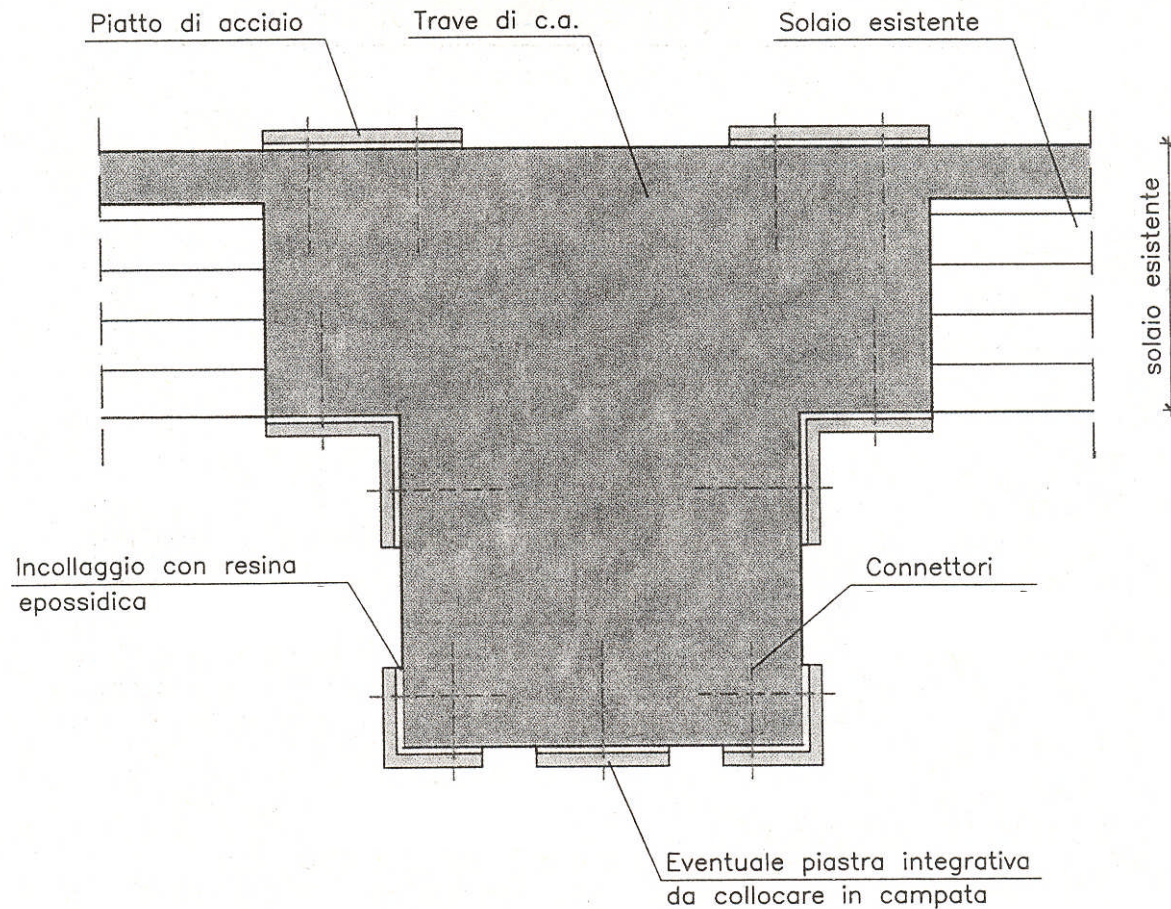 Piatto di acciaio
Trave di c.a.
Solaio esistente
solaio esistente
Incollaggio con resina
epossidica
Connettori
Eventuale piastra integrativa
da collocare in campata